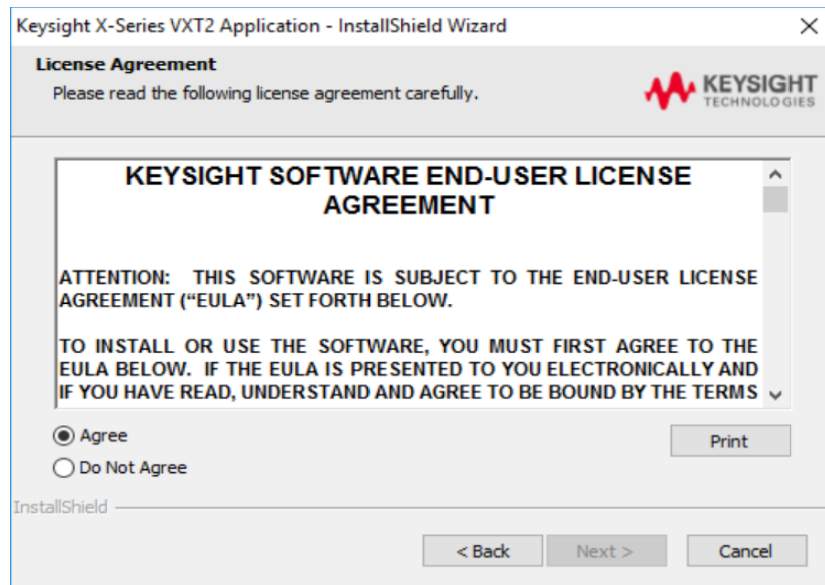 Keysight X-Series VXT2 Application - InstallShield Wizard
License Agreement
Please read the following license agreement carefully.
KEYSIGHT
TECHNOLOGIES
KEYSIGHT SOFTWARE END-USER LICENSE
AGREEMENT
ATTENTION: THIS SOFTWARE IS SUBJECT TO THE END-USER LICENSE
AGREEMENT (“EULA”) SET FORTH BELOW.
TO INSTALL OR USE THE SOFTWARE, YOU MUST FIRST AGREE TO THE
EULA BELOW. IF THE EULA IS PRESENTED TO YOU ELECTRONICALLY AND
IF YOU HAVE READ, UNDERSTAND AND AGREE TO BE BOUND BY THE TERMS
Agree
Print
Do Not Agree
InstallShield
< Back Next > Cancel